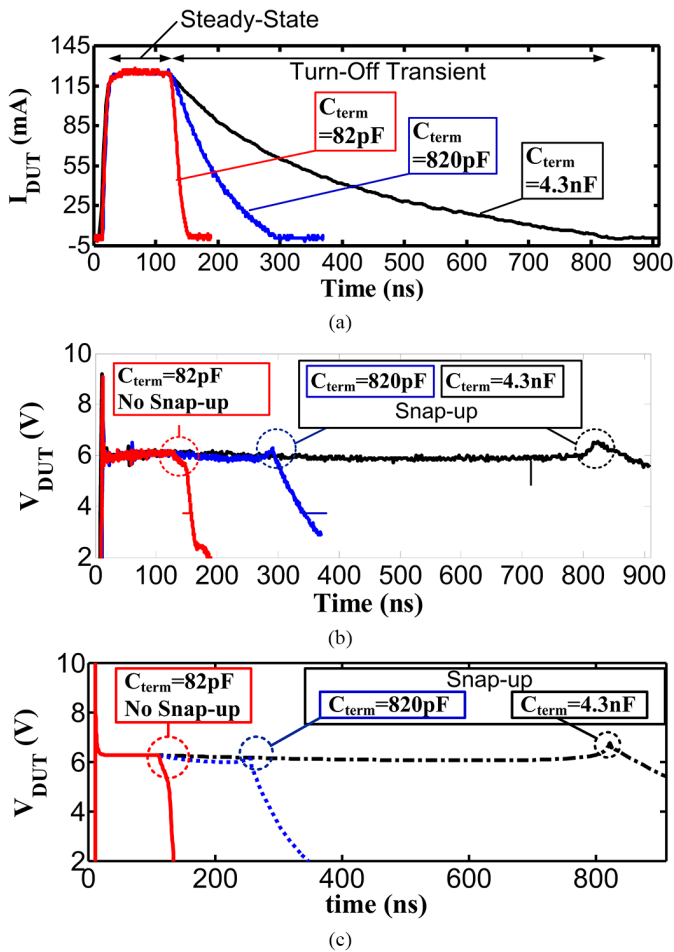 Steady-State
145
115
85
55
25
-5
I_DUT (mA)
Turn-Off Transient
C_term =82pF
C_term =820pF
C_term =4.3nF
0 100 200 300 400 500 600 700 800 900
Time (ns)
(a)
10
8
6
4
2
V_DUT (V)
C_term=82pF
No Snap-up
C_term=820pF C_term=4.3nF
Snap-up
0 100 200 300 400 500 600 700 800 900
Time (ns)
(b)
10
8
6
4
2
V_DUT (V)
C_term=82pF
No Snap-up
Snap-up
C_term=820pF C_term=4.3nF
0 200 400 600 800
time (ns)
(c)